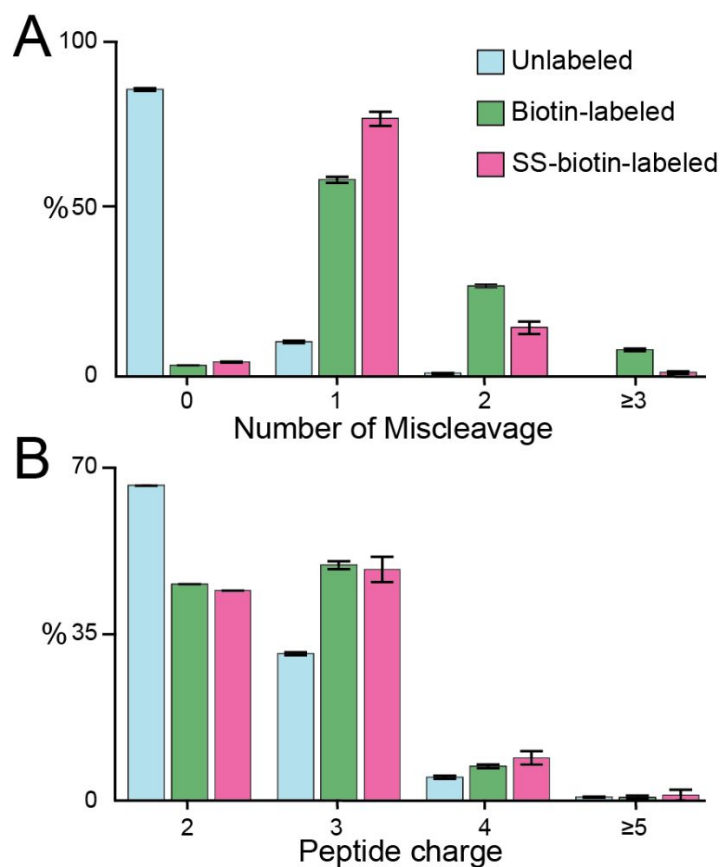 A
100
%50
0
Unlabeled
Biotin-labeled
SS-biotin-labeled
0 1 2 ≥3
Number of Miscleavage
B
70
%35
0
2 3 4 ≥5
Peptide charge